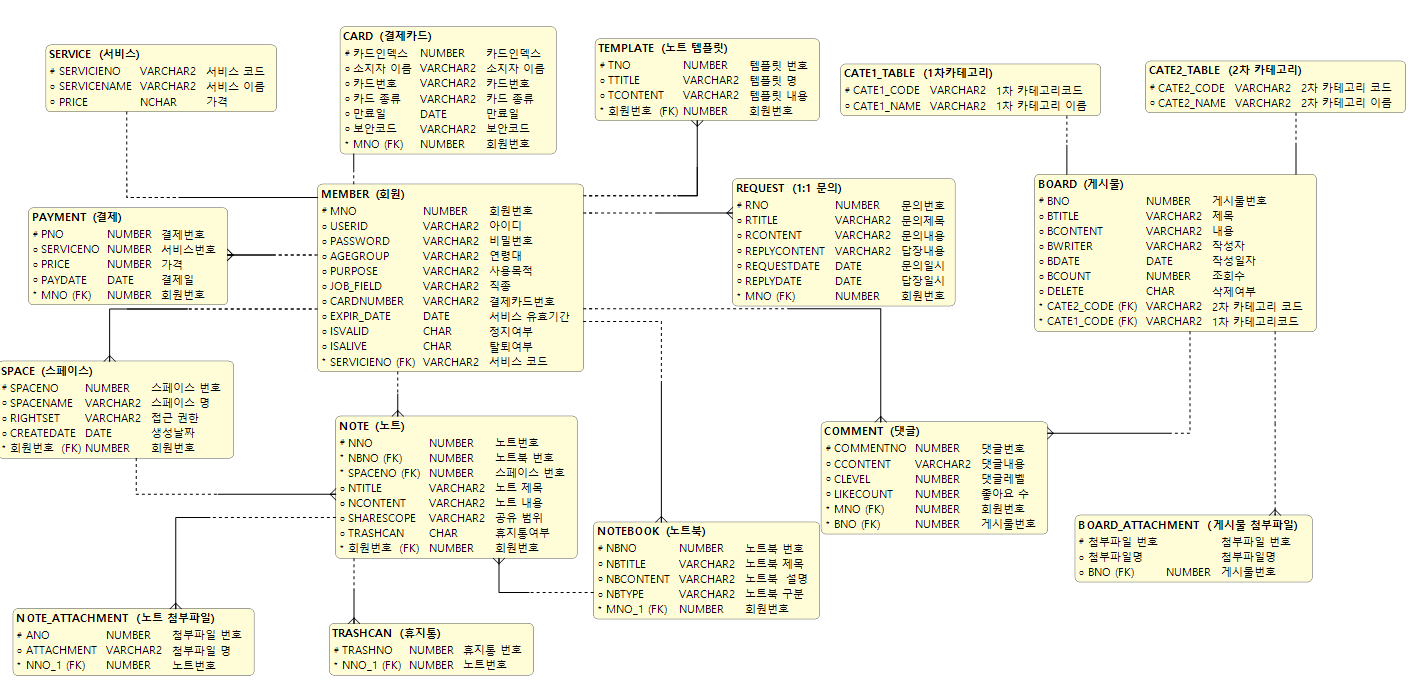 SERVICE (서비스)
# SERVICIENO VARCHAR2 서비스 코드
o SERVICENAME VARCHAR2 서비스 이름
o PRICE NCHAR 가격
CARD (결제카드)
# 카드인덱스 NUMBER 카드인덱스
o 소지자 이름 VARCHAR2 소지자 이름
o 카드번호 VARCHAR2 카드번호
o 카드 종류 VARCHAR2 카드 종류
o 만료일 DATE 만료일
o 보안코드 VARCHAR2 보안코드
* MNO (FK) NUMBER 회원번호
TEMPLATE (노트 템플릿)
# TNO NUMBER 템플릿 번호
o TTITLE VARCHAR2 템플릿 명
o TCONTENT VARCHAR2 템플릿 내용
* 회원번호 (FK) NUMBER 회원번호
CATE1_TABLE (1차카테고리)
# CATE1_CODE VARCHAR2 1차 카테고리코드
o CATE1_NAME VARCHAR2 1차 카테고리 이름
CATE2_TABLE (2차 카테고리)
# CATE2_CODE VARCHAR2 2차 카테고리 코드
o CATE2_NAME VARCHAR2 2차 카테고리 이름
PAYMENT (결제)
# PNO NUMBER 결제번호
o SERVICENO NUMBER 서비스번호
o PRICE NUMBER 가격
o PAYDATE DATE 결제일
* MNO (FK) NUMBER 회원번호
MEMBER (회원)
# MNO NUMBER 회원번호
o USERID VARCHAR2 아이디
o PASSWORD VARCHAR2 비밀번호
o AGEGROUP VARCHAR2 연령대
o PURPOSE VARCHAR2 사용목적
o JOB_FIELD VARCHAR2 직종
o CARDNUMBER VARCHAR2 결제카드번호
o EXPIR_DATE DATE 서비스 유효기간
o ISVALID CHAR 정지여부
o ISALIVE CHAR 탈퇴여부
* SERVICIENO (FK) VARCHAR2 서비스 코드
REQUEST (1:1 문의)
# RNO NUMBER 문의번호
o RTITLE VARCHAR2 문의제목
o RCONTENT VARCHAR2 문의내용
o REPLYCONTENT VARCHAR2 답장내용
o REQUESTDATE DATE 문의일시
o REPLYDATE DATE 답장일시
* MNO (FK) NUMBER 회원번호
BOARD (게시물)
# BNO NUMBER 게시물번호
o BTITLE VARCHAR2 제목
o BCONTENT VARCHAR2 내용
o BWRITER VARCHAR2 작성자
o BDATE DATE 작성일자
o BCOUNT NUMBER 조회수
o DELETE CHAR 삭제여부
* CATE2_CODE (FK) VARCHAR2 2차 카테고리 코드
* CATE1_CODE (FK) VARCHAR2 1차 카테고리코드
SPACE (스페이스)
# SPACENO NUMBER 스페이스 번호
o SPACENAME VARCHAR2 스페이스 명
o RIGHTSET VARCHAR2 접근 권한
o CREATEDATE DATE 생성날짜
* 회원번호 (FK) NUMBER 회원번호
NOTE (노트)
# NNO NUMBER 노트번호
* NBNO (FK) NUMBER 노트북 번호
* SPACENO (FK) NUMBER 스페이스 번호
o NTITLE VARCHAR2 노트 제목
o NCONTENT VARCHAR2 노트 내용
o SHARESCOPE VARCHAR2 공유 범위
o TRASHCAN CHAR 휴지통여부
* 회원번호 (FK) NUMBER 회원번호
COMMENT (댓글)
# COMMENTNO NUMBER 댓글번호
o CCONTENT VARCHAR2 댓글내용
o CLEVEL NUMBER 댓글레벨
o LIKECOUNT NUMBER 좋아요 수
* MNO (FK) NUMBER 회원번호
* BNO (FK) NUMBER 게시물번호
NOTEBOOK (노트북)
# NBNO NUMBER 노트북 번호
o NBTITLE VARCHAR2 노트북 제목
o NBCONTENT VARCHAR2 노트북 설명
o NBTYPE VARCHAR2 노트북 구분
* MNO_1 (FK) NUMBER 회원번호
BOARD_ATTACHMENT (게시물 첨부파일)
# 첨부파일 번호 첨부파일 번호
o 첨부파일명 첨부파일명
o BNO (FK) NUMBER 게시물번호
NOTE_ATTACHMENT (노트 첨부파일)
# ANO NUMBER 첨부파일 번호
o ATTACHMENT VARCHAR2 첨부파일 명
* NNO_1 (FK) NUMBER 노트번호
TRASHCAN (휴지통)
# TRASHNO NUMBER 휴지통 번호
* NNO_1 (FK) NUMBER 노트번호